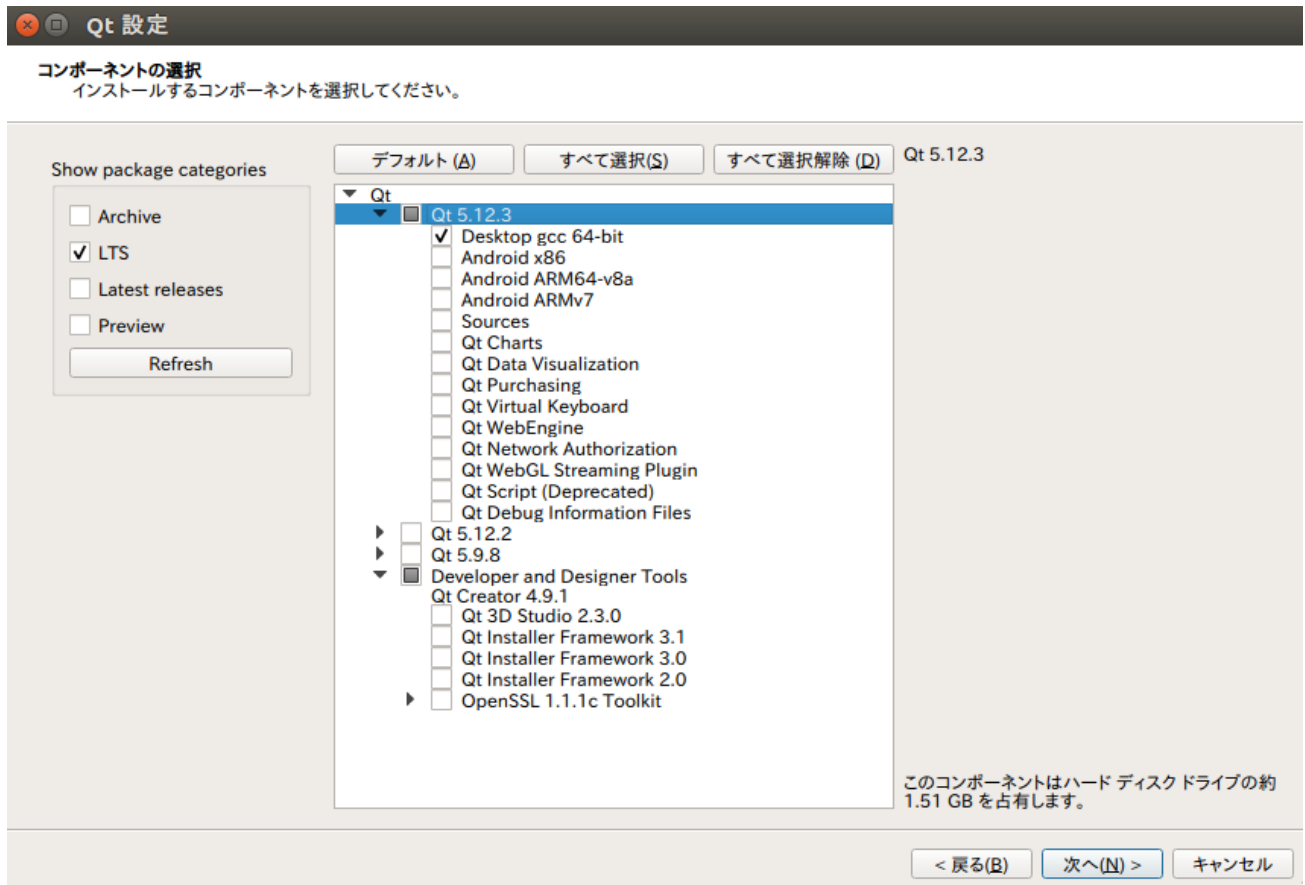 Qt 設定
コンポーネントの選択
インストールするコンポーネントを選択してください。
Show package categories
Archive
LTS
Latest releases
Preview
Refresh
デフォルト (A)
すべて選択(S)
すべて選択解除 (D)
Qt
Qt 5.12.3
Desktop gcc 64-bit
Android x86
Android ARM64-v8a
Android ARMv7
Sources
Qt Charts
Qt Data Visualization
Qt Purchasing
Qt Virtual Keyboard
Qt WebEngine
Qt Network Authorization
Qt WebGL Streaming Plugin
Qt Script (Deprecated)
Qt Debug Information Files
Qt 5.12.2
Qt 5.9.8
Developer and Designer Tools
Qt Creator 4.9.1
Qt 3D Studio 2.3.0
Qt Installer Framework 3.1
Qt Installer Framework 3.0
Qt Installer Framework 2.0
OpenSSL 1.1.1c Toolkit
Qt 5.12.3
このコンポーネントはハード ディスク ドライブの約
1.51 GB を占有します。
< 戻る(B)
次へ(N) >
キャンセル